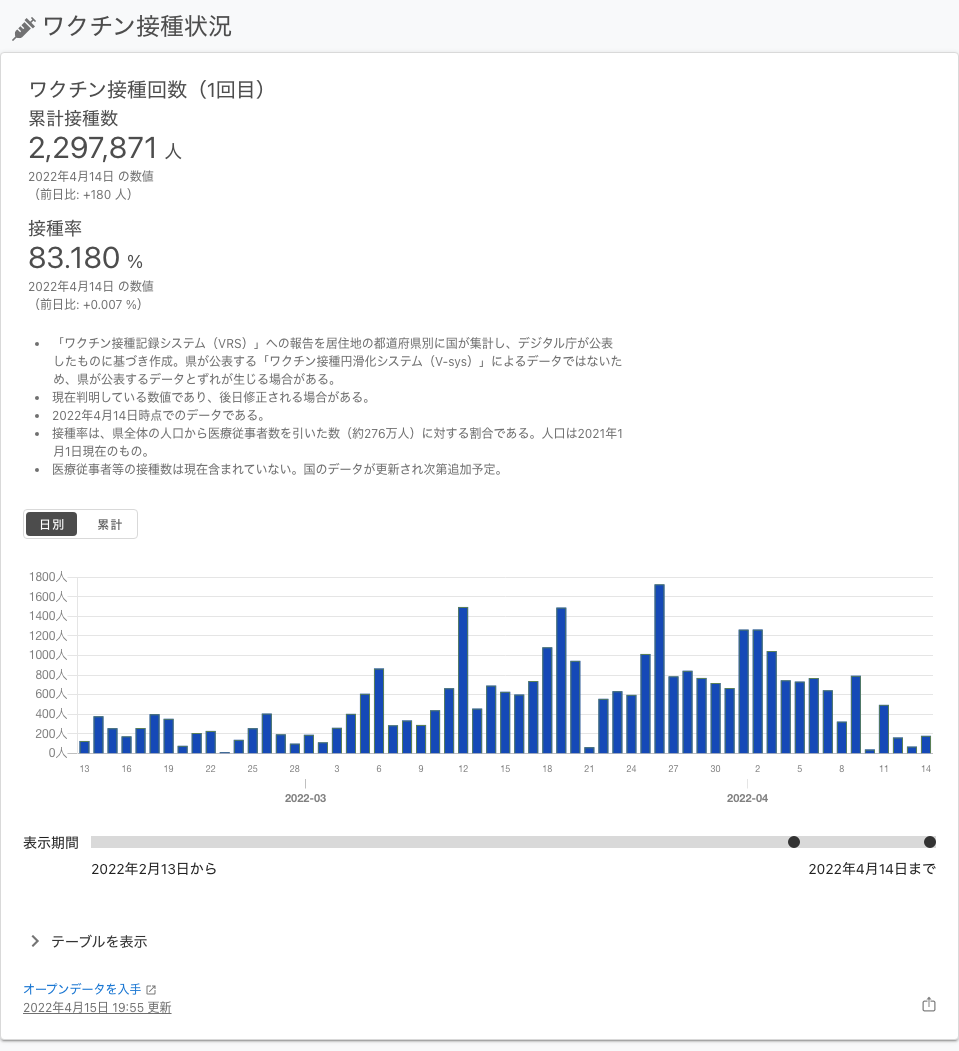 ワクチン接種状況
ワクチン接種回数（1回目）
累計接種数
2,297,871 人
2022年4月14日 の数値
（前日比: +180 人）
接種率
83.180 %
2022年4月14日 の数値
（前日比: +0.007 %）
• 「ワクチン接種記録システム（VRS）」への報告を居住地の都道府県別に国が集計し、デジタル庁が公表
したものに基づき作成。県が公表する「ワクチン接種円滑化システム（V-sys）」によるデータではないた
め、県が公表するデータとずれが生じる場合がある。
• 現在判明している数値であり、後日修正される場合がある。
• 2022年4月14日時点でのデータである。
• 接種率は、県全体の人口から医療従事者数を引いた数（約276万人）に対する割合である。人口は2021年1
月1日現在のもの。
• 医療従事者等の接種数は現在含まれていない。国のデータが更新され次第追加予定。
日別 累計
1800人
1600人
1400人
1200人
1000人
800人
600人
400人
200人
0人
13 16 19 22 25 28 3 6 9 12 15 18 21 24 27 30 2 5 8 11 14
2022-03 2022-04
表示期間
2022年2月13日から 2022年4月14日まで
テーブルを表示
オープンデータを入手
2022年4月15日 19:55 更新